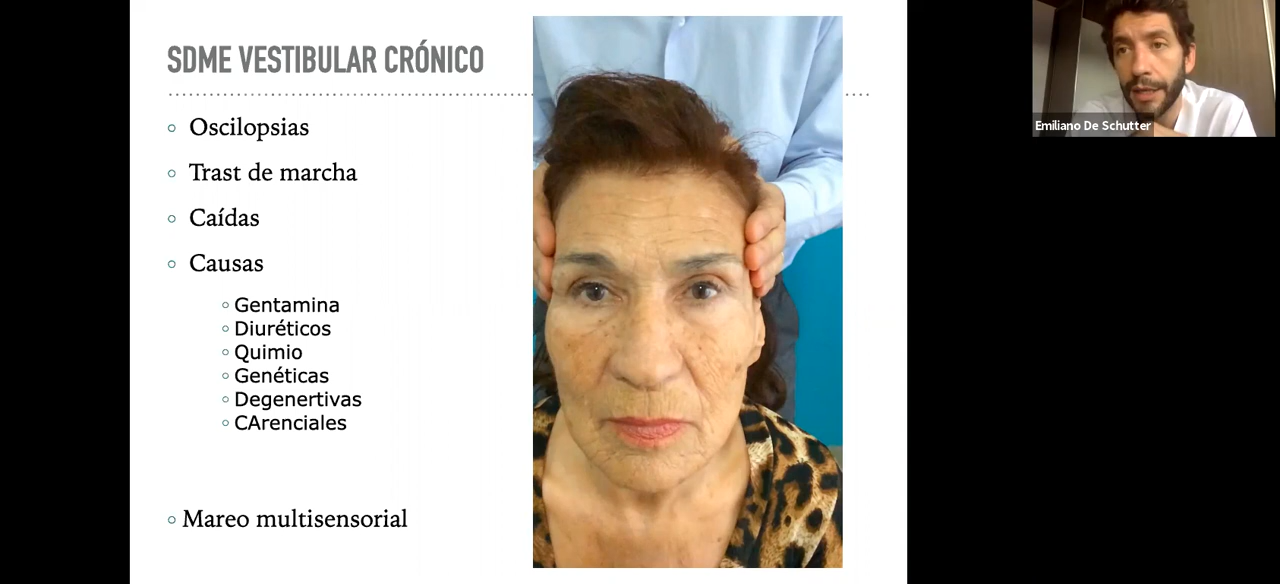 SDME VESTIBULAR CRÓNICO
Oscilopsias
Trast de marcha
Caídas
Causas
Gentamina
Diuréticos
Quimio
Genéticas
Degenertivas
CArenciales
Mareo multisensorial
Emiliano De Schutter